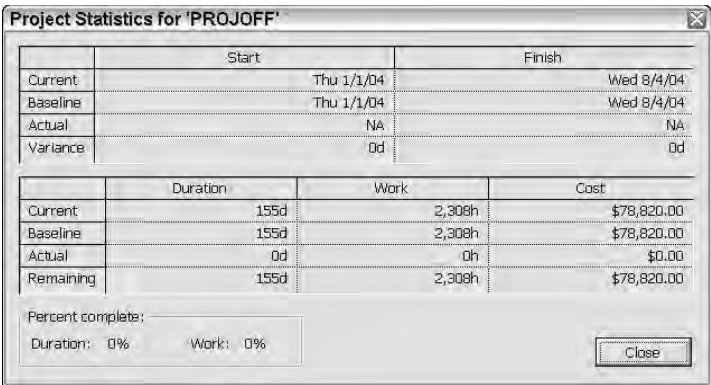 Project Statistics for 'PROJOFF'
Start Finish
Current Thu 1/1/04 Wed 8/4/04
Baseline Thu 1/1/04 Wed 8/4/04
Actual NA NA
Variance 0d 0d
Duration Work Cost
Current 155d 2,308h $78,820.00
Baseline 155d 2,308h $78,820.00
Actual 0d 0h $0.00
Remaining 155d 2,308h $78,820.00
Percent complete:
Duration: 0% Work: 0%
Close